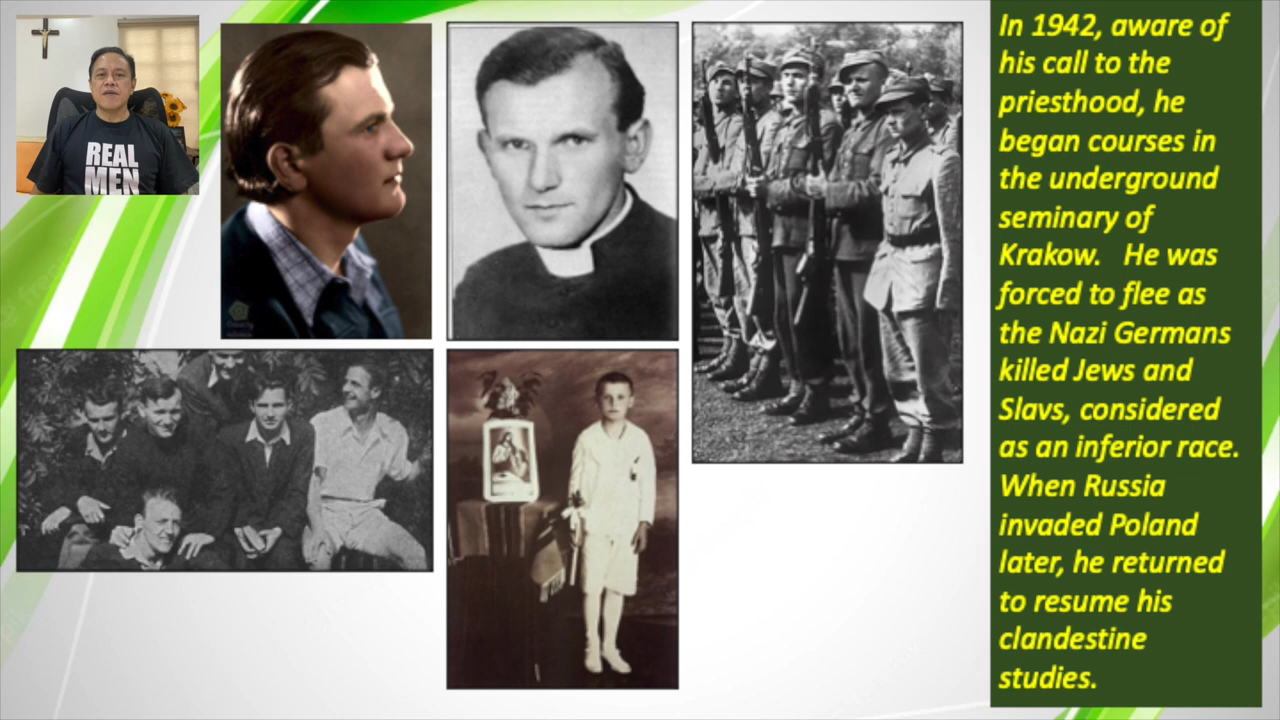 REAL
MEN
In 1942, aware of
his call to the
priesthood, he
began courses in
the underground
seminary of
Krakow. He was
forced to flee as
the Nazi Germans
killed Jews and
Slavs, considered
as an inferior race.
When Russia
invaded Poland
later, he returned
to resume his
clandestine
studies.